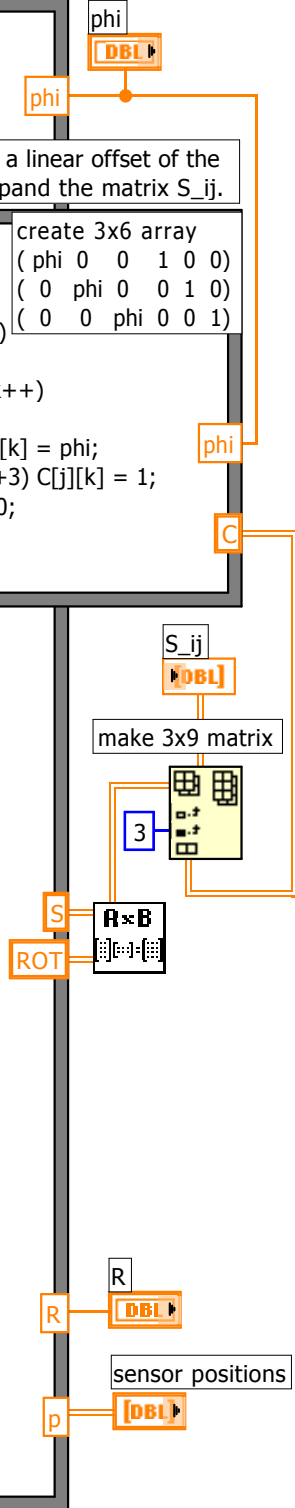 phi
DBL
phi
a linear offset of the
pand the matrix S_ij.
create 3x6 array
( phi 0 0 1 0 0)
( 0 phi 0 0 1 0)
( 0 0 phi 0 0 1)
)
++)
[k] = phi;
phi
+3) C[j][k] = 1;
0;
C
S_ij
[DBL]
make 3x9 matrix
3
S
A×B
ROT
R
R
DBL
sensor positions
p
[DBL]